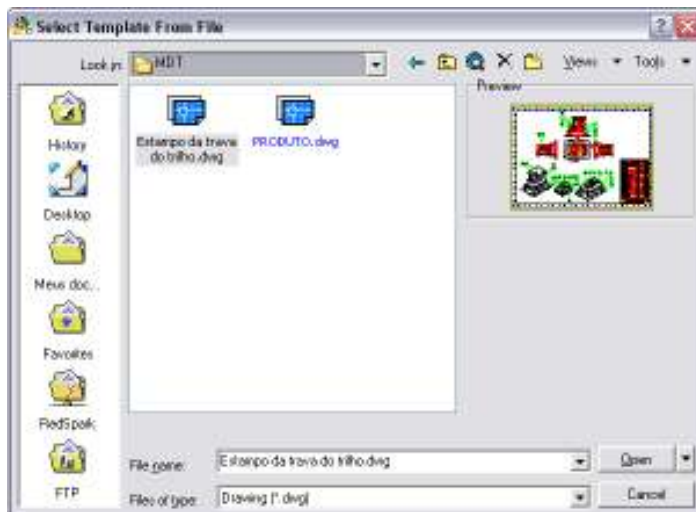 Select Template From File
Look in: MDT
Views Tools
Preview
History
Desktop
Meus doc...
Favorites
RedSpark
FTP
Estampo da trava
do trilho.dwg
PRODUTO.dwg
File name: Estampo da trava do trilho.dwg
Open
Files of type: Drawing (*.dwg)
Cancel